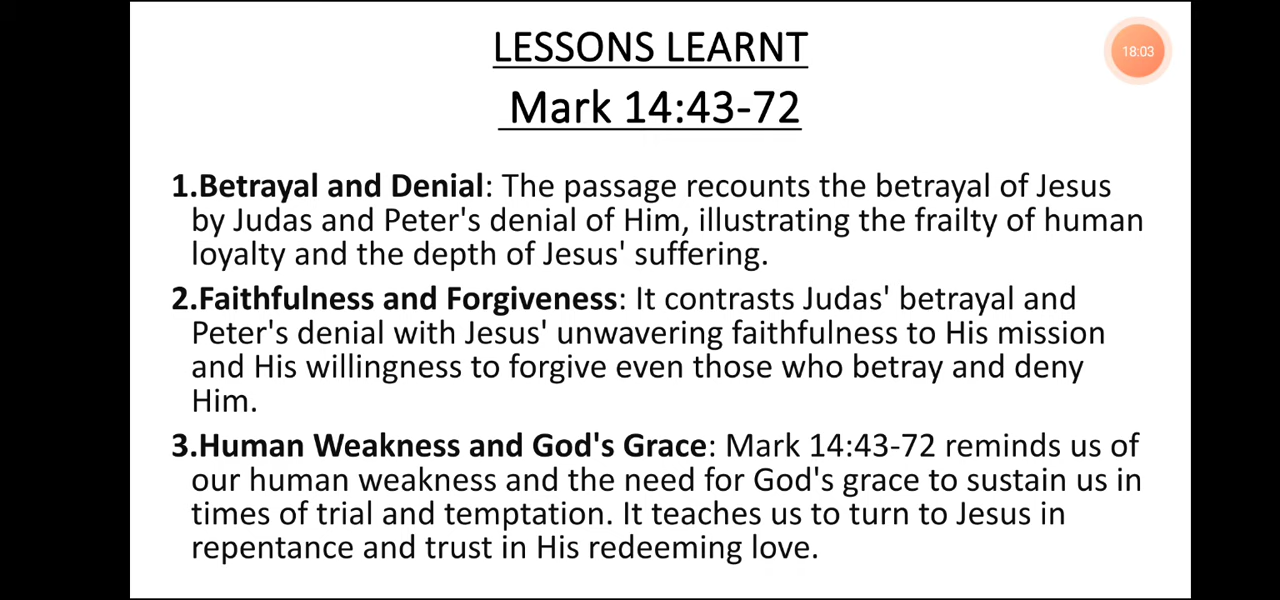 LESSONS LEARNT
Mark 14:43-72
18:03
1.Betrayal and Denial: The passage recounts the betrayal of Jesus
by Judas and Peter's denial of Him, illustrating the frailty of human
loyalty and the depth of Jesus' suffering.
2.Faithfulness and Forgiveness: It contrasts Judas' betrayal and
Peter's denial with Jesus' unwavering faithfulness to His mission
and His willingness to forgive even those who betray and deny
Him.
3.Human Weakness and God's Grace: Mark 14:43-72 reminds us of
our human weakness and the need for God's grace to sustain us in
times of trial and temptation. It teaches us to turn to Jesus in
repentance and trust in His redeeming love.